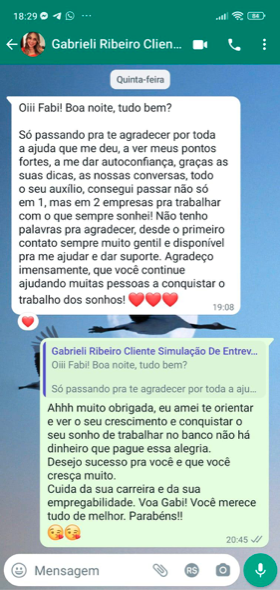 18:29
84
Gabrieli Ribeiro Clien...
Quinta-feira
Oiii Fabi! Boa noite, tudo bem?
Só passando pra te agradecer por toda
a ajuda que me deu, a ver meus pontos
fortes, a me dar autoconfiança, graças as
suas dicas, as nossas conversas, todo
o seu auxílio, consegui passar não só
em 1, mas em 2 empresas pra trabalhar
com o que sempre sonhei! Não tenho
palavras pra agradecer, desde o primeiro
contato sempre muito gentil e disponível
pra me ajudar e dar suporte. Agradeço
imensamente, que você continue
ajudando muitas pessoas a conquistar o
trabalho dos sonhos! ❤️❤️❤️
19:08
Gabrieli Ribeiro Cliente Simulação De Entrev...
Oiii Fabi! Boa noite, tudo bem?
Só passando pra te agradecer por toda a aju...
Ahhh muito obrigada, eu amei te orientar
e ver o seu crescimento e conquistar o
seu sonho de trabalhar no banco não há
dinheiro que pague essa alegria.
Desejo sucesso pra você e que você
cresça muito.
Cuida da sua carreira e da sua
empregabilidade. Voa Gabi! Você merece
tudo de melhor. Parabéns!!
😘😘
20:45
Mensagem
RS